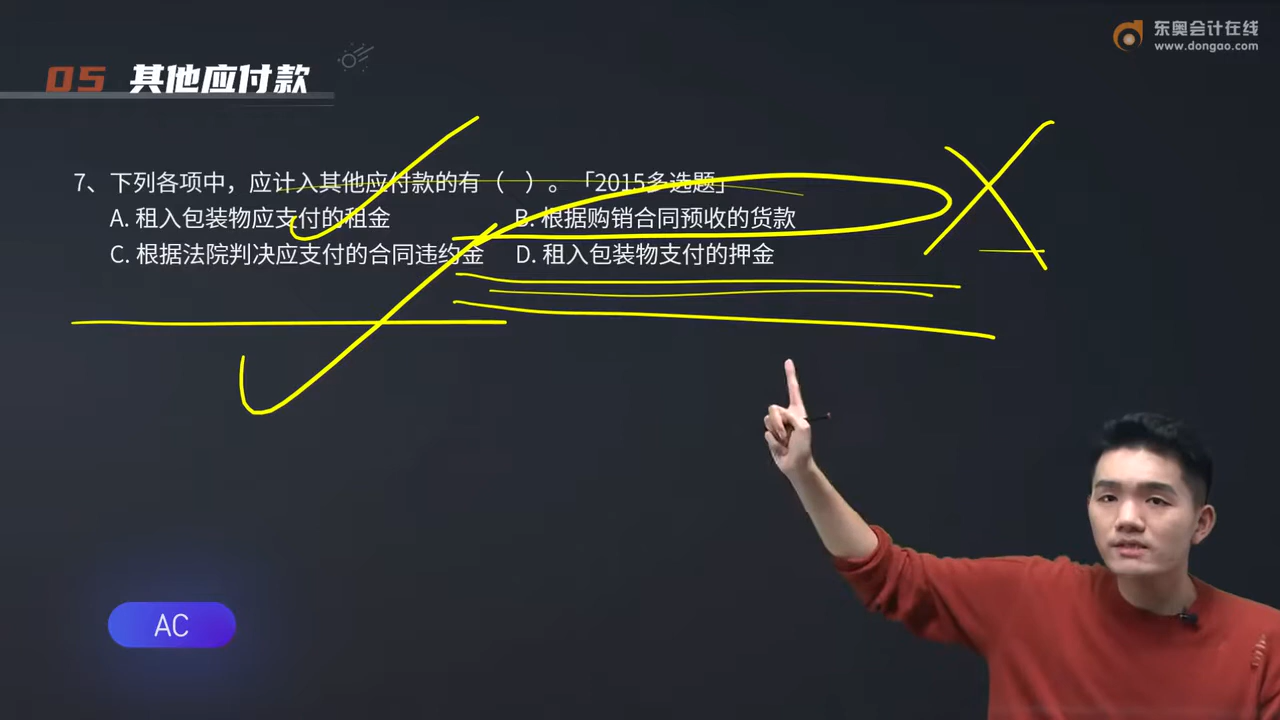 东奥会计在线
www.dongao.com
05 其他应付款
7、下列各项中，应计入其他应付款的有（ ）。「2015多选题」
A. 租入包装物应支付的租金 B. 根据购销合同预收的货款
C. 根据法院判决应支付的合同违约金 D. 租入包装物支付的押金
AC